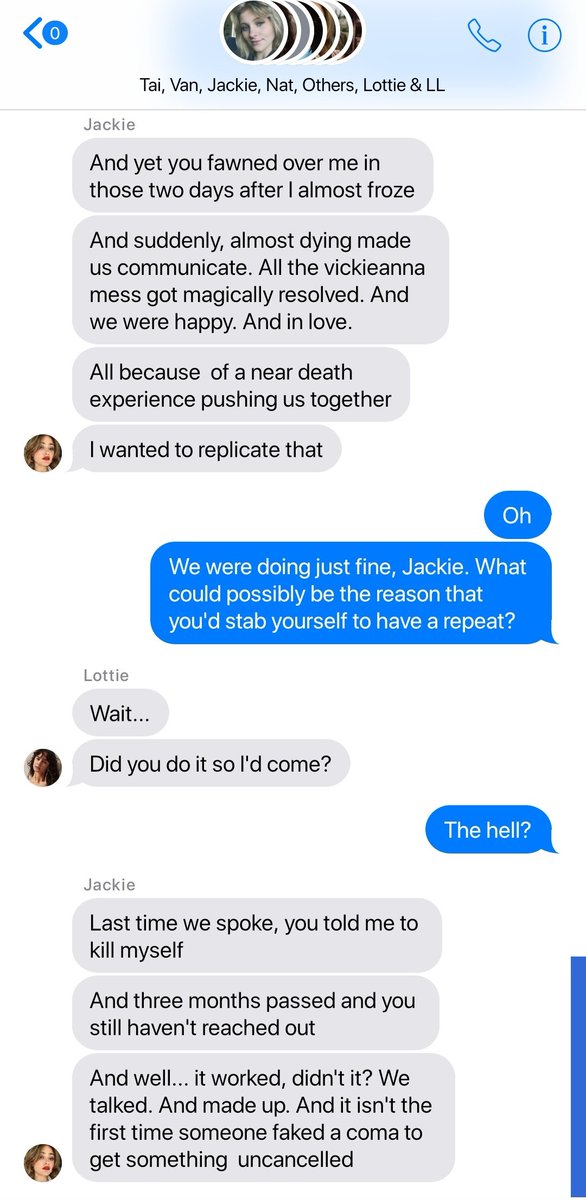 0
Tai, Van, Jackie, Nat, Others, Lottie & LL
Jackie
And yet you fawned over me in
those two days after I almost froze
And suddenly, almost dying made
us communicate. All the vickieanna
mess got magically resolved. And
we were happy. And in love.
All because  of a near death
experience pushing us together
I wanted to replicate that
Oh
We were doing just fine, Jackie. What
could possibly be the reason that
you'd stab yourself to have a repeat?
Lottie
Wait...
Did you do it so I'd come?
The hell?
Jackie
Last time we spoke, you told me to
kill myself
And three months passed and you
still haven't reached out
And well... it worked, didn't it? We
talked. And made up. And it isn't the
first time someone faked a coma to
get something  uncancelled